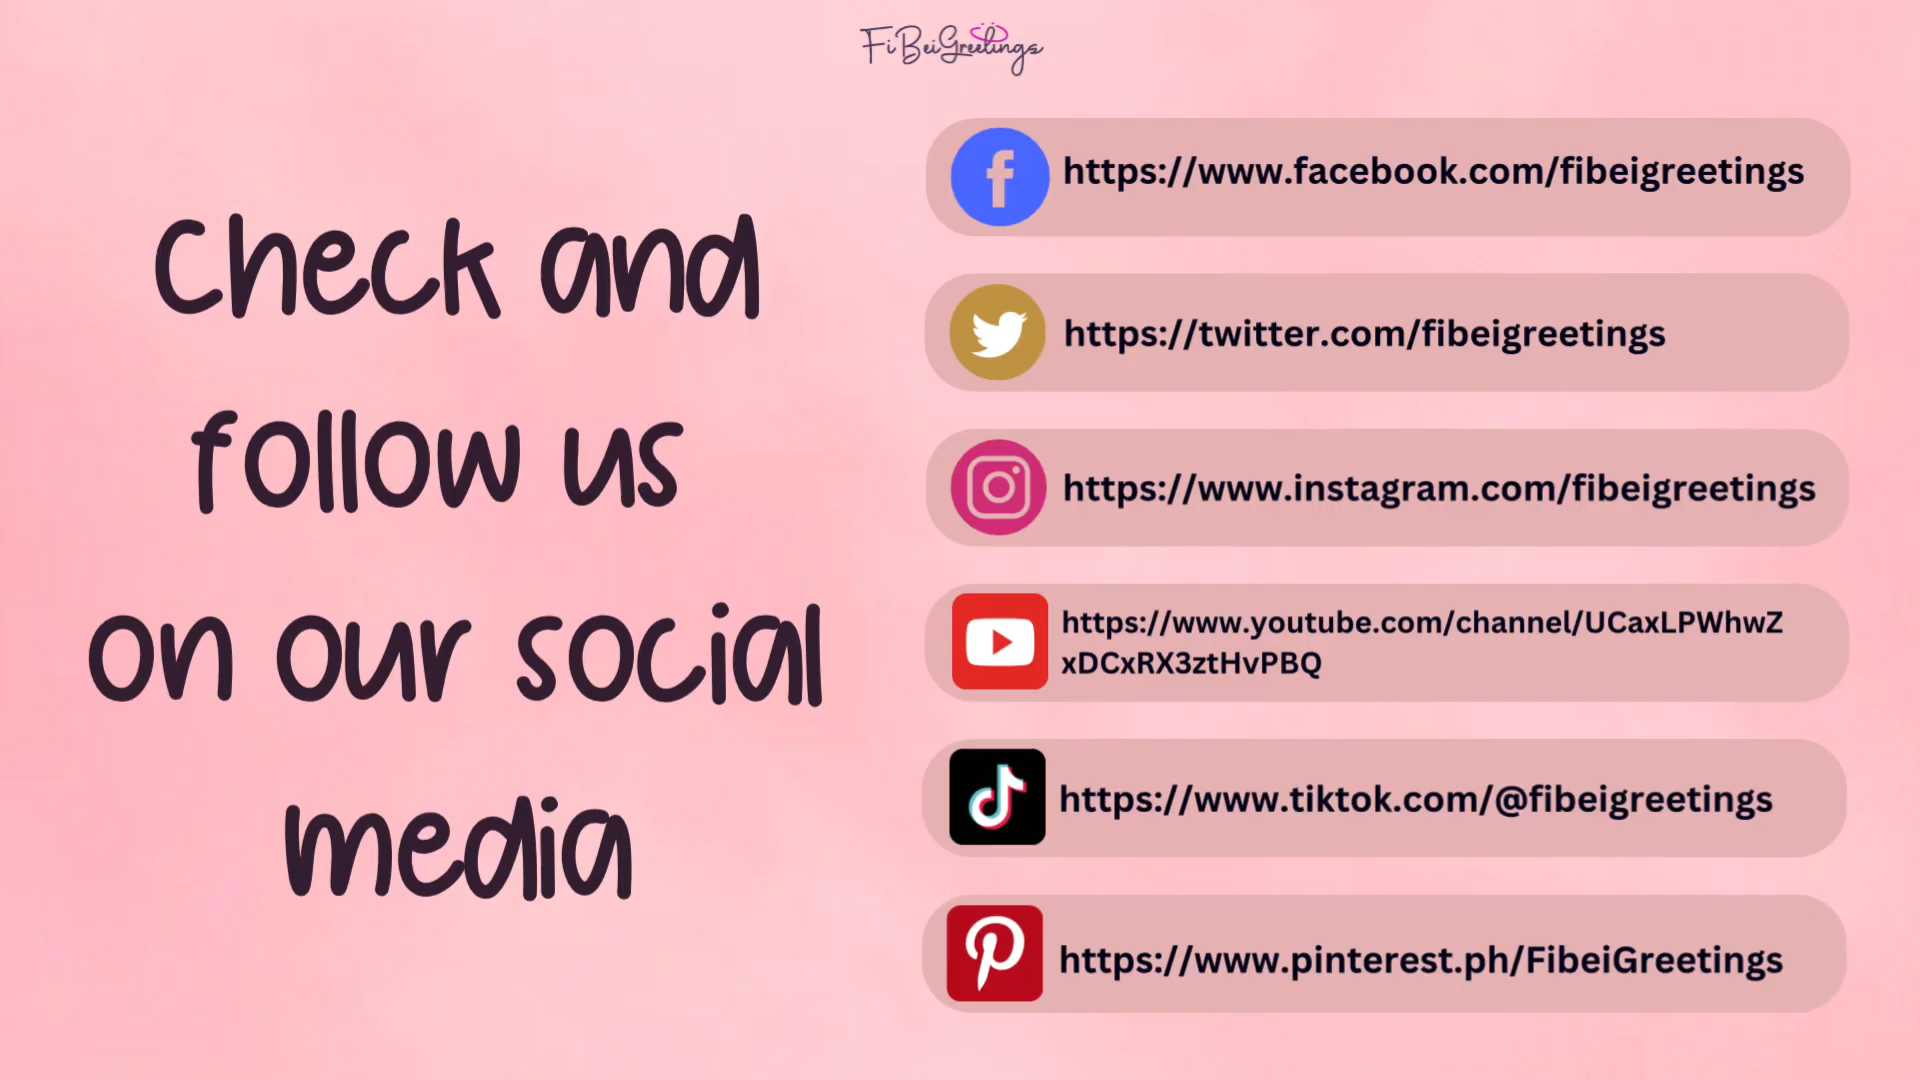 FiBeiGreetings
Check and
follow us
on our social
media
https://www.facebook.com/fibeigreetings
https://twitter.com/fibeigreetings
https://www.instagram.com/fibeigreetings
https://www.youtube.com/channel/UCaxLPWhwZ
xDCxRX3ztHvPBQ
https://www.tiktok.com/@fibeigreetings
https://www.pinterest.ph/FibeiGreetings